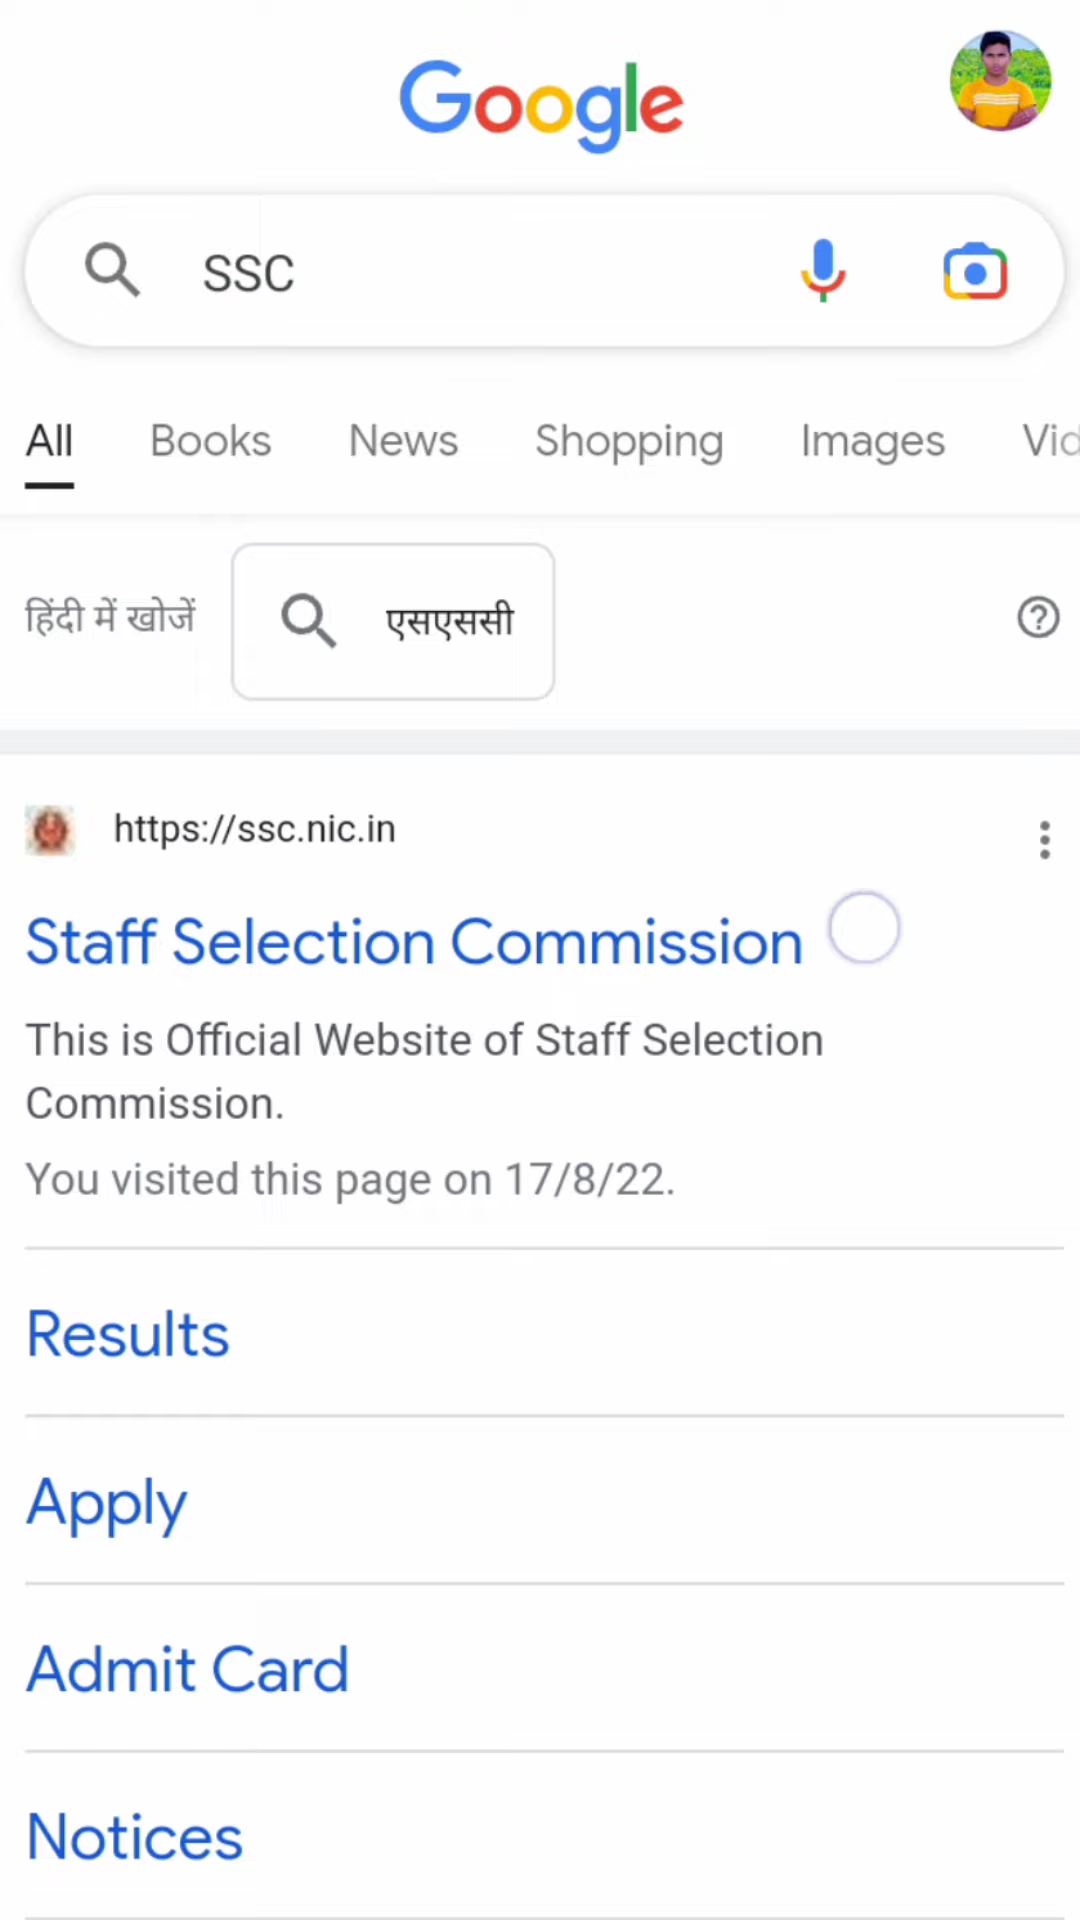 Google
SSC
All Books News Shopping Images Vid
हिंदी में खोजें एसएससी
https://ssc.nic.in
Staff Selection Commission
This is Official Website of Staff Selection
Commission.
You visited this page on 17/8/22.
Results
Apply
Admit Card
Notices